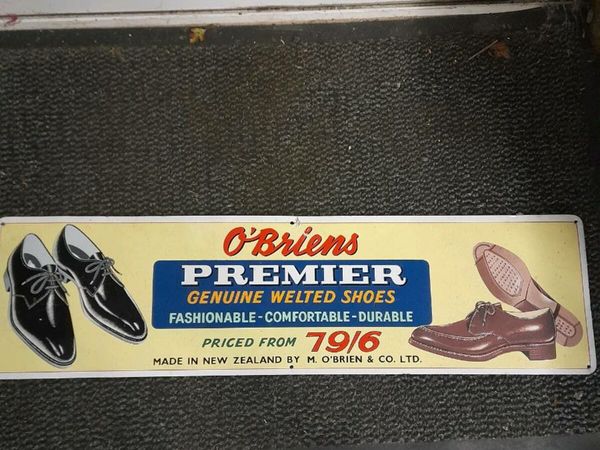 O'Briens
PREMIER
GENUINE WELTED SHOES
FASHIONABLE-COMFORTABLE-DURABLE
PRICED FROM 79/6
MADE IN NEW ZEALAND BY M. O'BRIEN & CO. LTD.